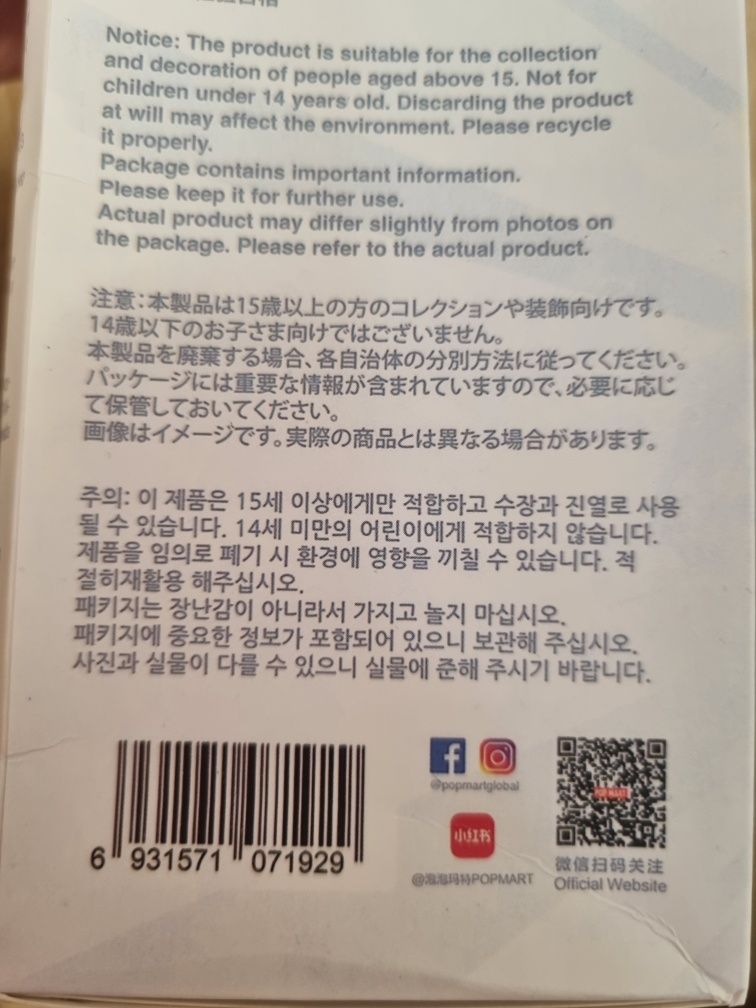 Notice: The product is suitable for the collection
and decoration of people aged above 15. Not for
children under 14 years old. Discarding the product
at will may affect the environment. Please recycle
it properly.
Package contains important information.
Please keep it for further use.
Actual product may differ slightly from photos on
the package. Please refer to the actual product.
注意:本製品は15歳以上の方のコレクションや装飾向けです。
14歳以下のお子さま向けではございません。
本製品を廃棄する場合、各自治体の分別方法に従ってください。
パッケージには重要な情報が含まれていますので、必要に応じ
て保管しておいてください。
画像はイメージです。実際の商品とは異なる場合があります。
주의: 이 제품은 15세 이상에게만 적합하고 수장과 진열로 사용
될 수 있습니다. 14세 미만의 어린이에게 적합하지 않습니다.
제품을 임의로 폐기 시 환경에 영향을 끼칠 수 있습니다. 적
절히재활용 해주십시오.
패키지는 장난감이 아니라서 가지고 놀지 마십시오.
패키지에 중요한 정보가 포함되어 있으니 보관해 주십시오.
사진과 실물이 다를 수 있으니 실물에 준해 주시기 바랍니다.
6 931571 071929
@popmartglobal
小红书
@泡泡玛特POPMART
POP MART
微信扫码关注
Official Website